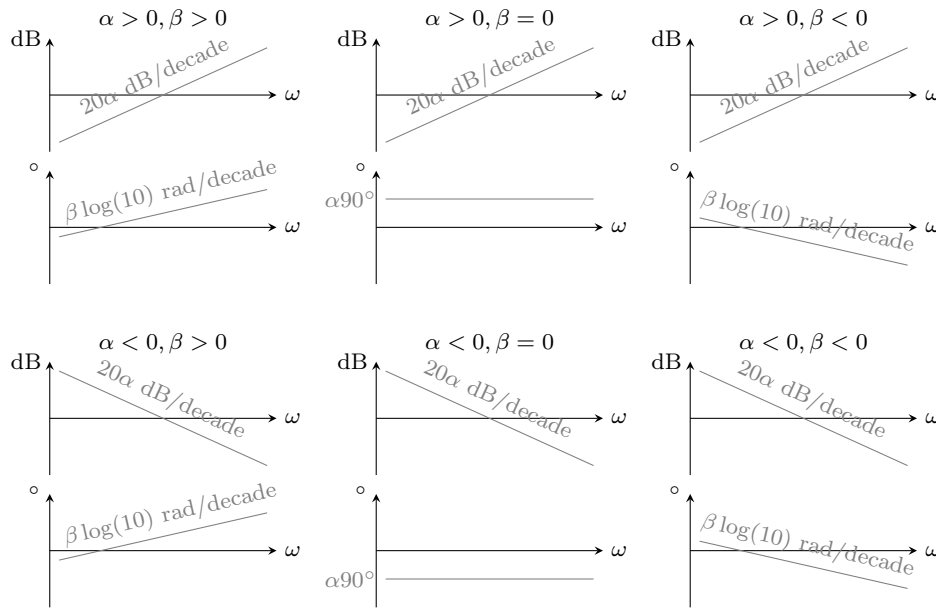 α > 0, β > 0
dB
20α dB/decade
ω
°
β log(10) rad/decade
ω
α > 0, β = 0
dB
20α dB/decade
ω
°
α90°
ω
α > 0, β < 0
dB
20α dB/decade
ω
°
β log(10) rad/decade
ω
α < 0, β > 0
dB
20α dB/decade
ω
°
β log(10) rad/decade
ω
α < 0, β = 0
dB
20α dB/decade
ω
°
α90°
ω
α < 0, β < 0
dB
20α dB/decade
ω
°
β log(10) rad/decade
ω